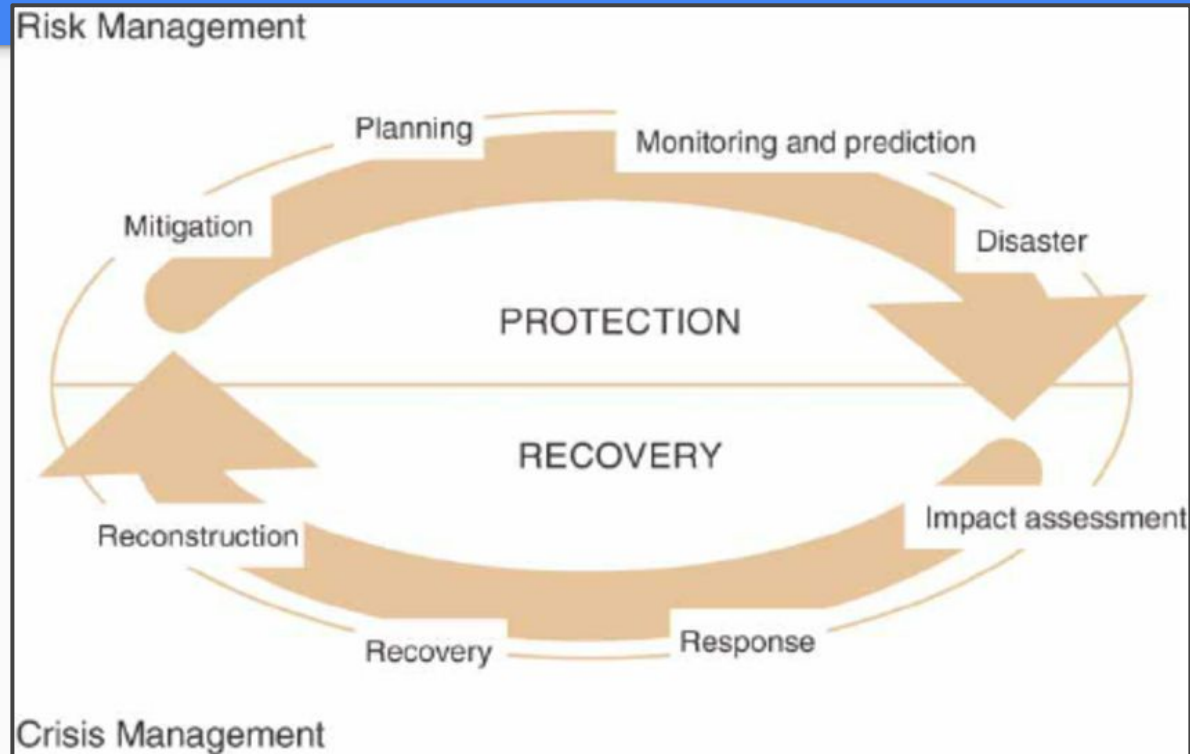 Risk Management
Planning
Monitoring and prediction
Mitigation
Disaster
PROTECTION
RECOVERY
Impact assessment
Reconstruction
Response
Recovery
Crisis Management